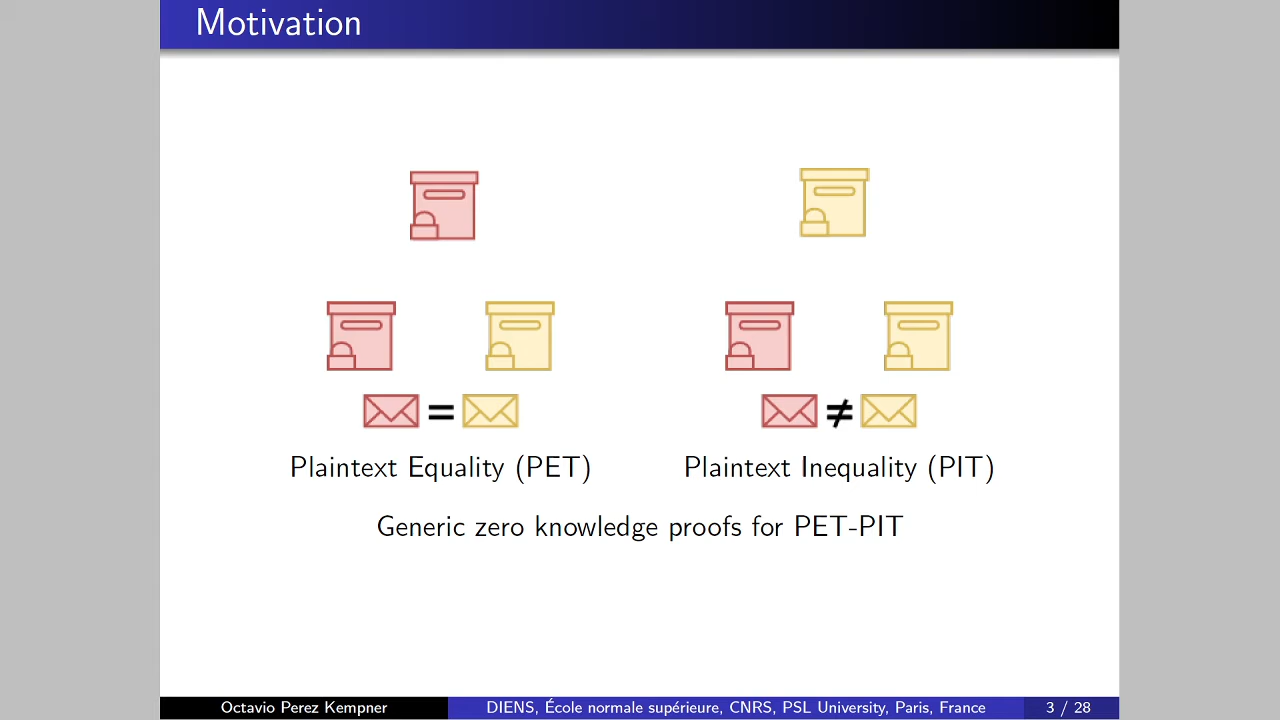 Motivation
= ≠
Plaintext Equality (PET) Plaintext Inequality (PIT)
Generic zero knowledge proofs for PET-PIT
Octavio Perez Kempner DIENS, École normale supérieure, CNRS, PSL University, Paris, France 3 / 28